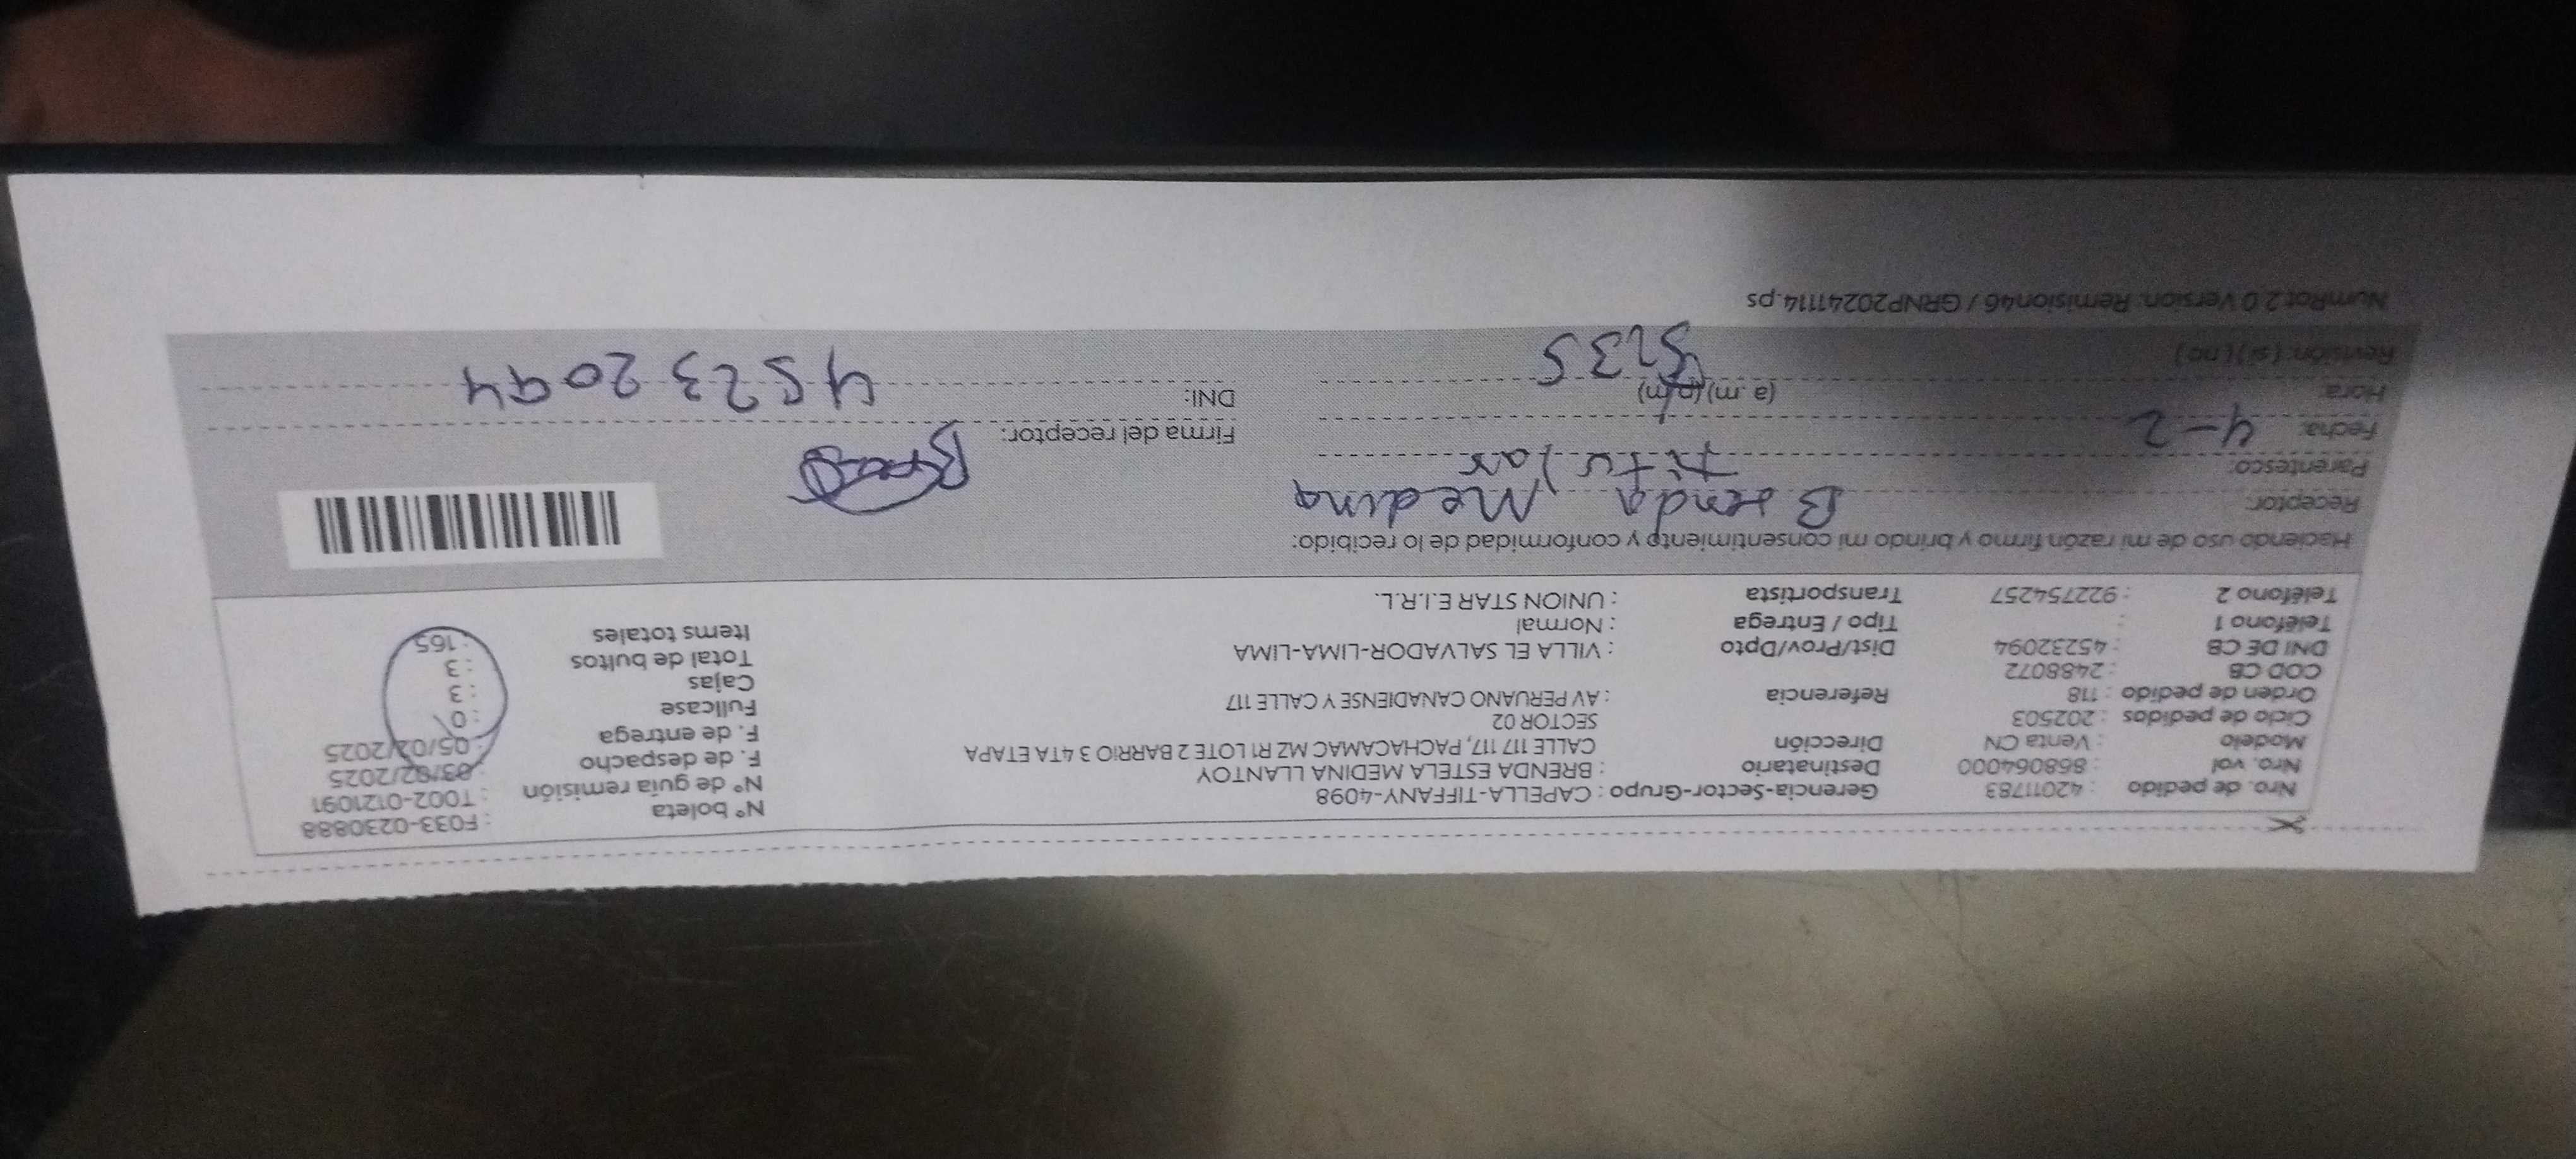 Nro. de pedido : 42011783 Gerencia-Sector-Grupo : CAPELLA-TIFFANY-4098 N° boleta : F033-0230888
Nro. vol : 868064000 Destinatario : BRENDA ESTELA MEDINA LLANTOY N° de guía remisión : T002-0121091
Modelo : Venta CN Dirección CALLE 117 117, PACHACAMAC MZ R1 LOTE 2 BARRIO 3 4TA ETAPA F. de despacho : 03/02/2025
SECTOR 02
Ciclo de pedidos : 202503 F. de entrega : 05/02/2025
Orden de pedido : 118 Referencia : AV PERUANO CANADIENSE Y CALLE 117 Fullcase : 0
COD CB : 2488072 Cajas : 3
DNI DE CB : 45232094 Dist/Prov/Dpto : VILLA EL SALVADOR-LIMA-LIMA Total de bultos : 3
Teléfono 1 : Tipo / Entrega : Normal Items totales : 165
Teléfono 2 : 922754257 Transportista : UNION STAR E.I.R.L.
Haciendo uso de mi razón firmo y brindo mi consentimiento y conformidad de lo recibido:
Receptor: Brenda Medina
Parentesco: titular
Fecha: 4-2 Firma del receptor:
Hora: (a.m) (p.m) 5:35 DNI: 45232094
Revisión: (si) (no)
NumRot 2.0 Version. Remision46 / GRNP20241114.ps